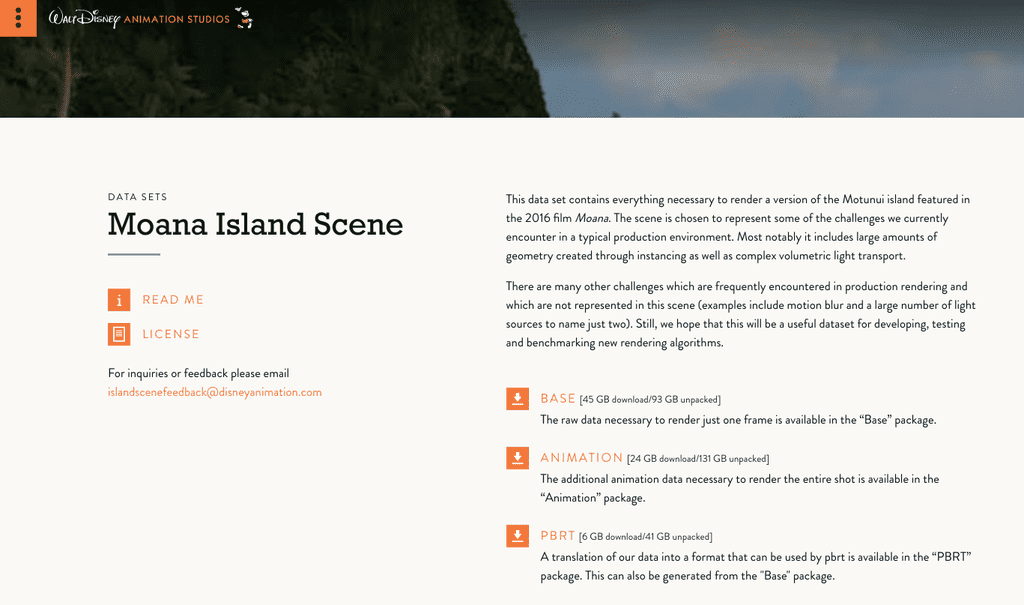 WALT DISNEY ANIMATION STUDIOS
DATA SETS
Moana Island Scene
READ ME
LICENSE
For inquiries or feedback please email
islandscenefeedback@disneyanimation.com
This data set contains everything necessary to render a version of the Motunui island featured in
the 2016 film Moana. The scene is chosen to represent some of the challenges we currently
encounter in a typical production environment. Most notably it includes large amounts of
geometry created through instancing as well as complex volumetric light transport.
There are many other challenges which are frequently encountered in production rendering and
which are not represented in this scene (examples include motion blur and a large number of light
sources to name just two). Still, we hope that this will be a useful dataset for developing, testing
and benchmarking new rendering algorithms.
BASE [45 GB download/93 GB unpacked]
The raw data necessary to render just one frame is available in the “Base” package.
ANIMATION [24 GB download/131 GB unpacked]
The additional animation data necessary to render the entire shot is available in the
“Animation” package.
PBRT [6 GB download/41 GB unpacked]
A translation of our data into a format that can be used by pbrt is available in the “PBRT”
package. This can also be generated from the "Base" package.